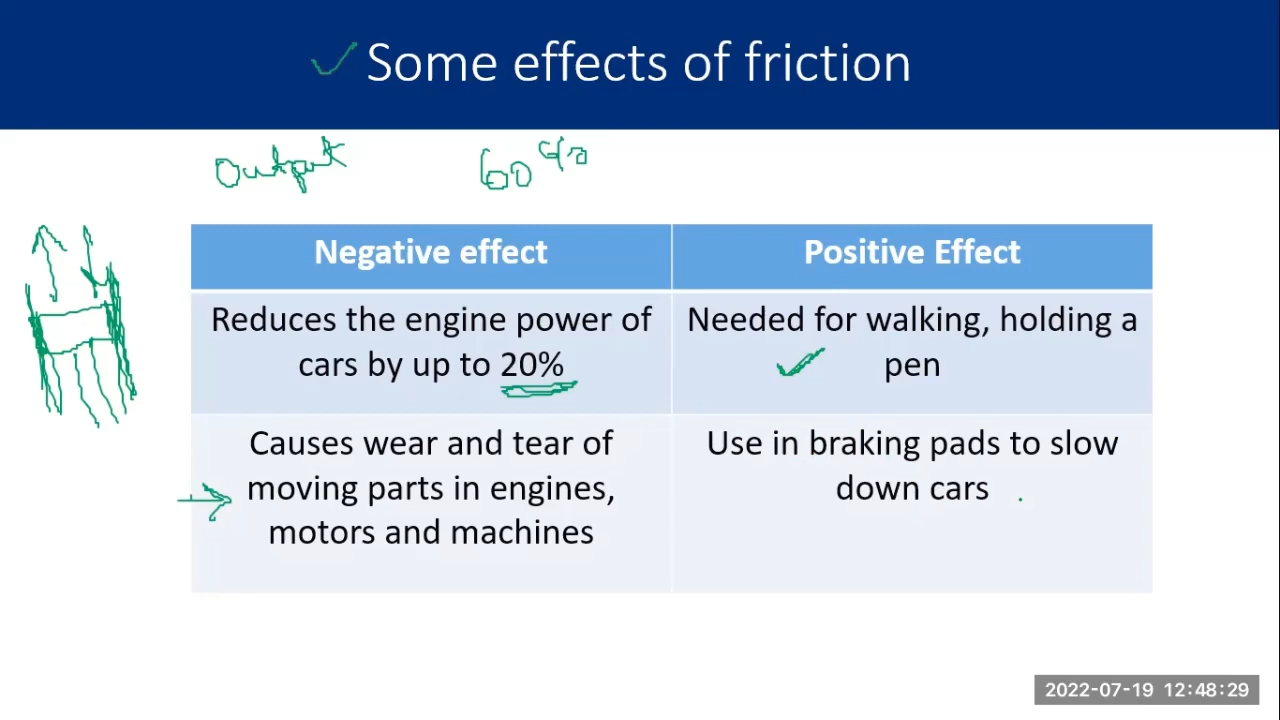 Some effects of friction
Output 60%
Negative effect
Positive Effect
Reduces the engine power of
cars by up to 20%
Needed for walking, holding a
pen
Causes wear and tear of
moving parts in engines,
motors and machines
Use in braking pads to slow
down cars
2022-07-19 12:48:29